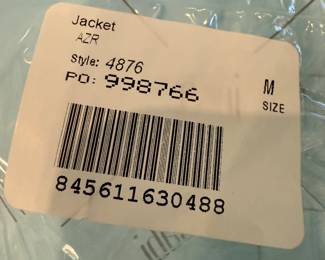 Jacket
AZR
Style: 4876
PO: 998766
M
SIZE
845611630488